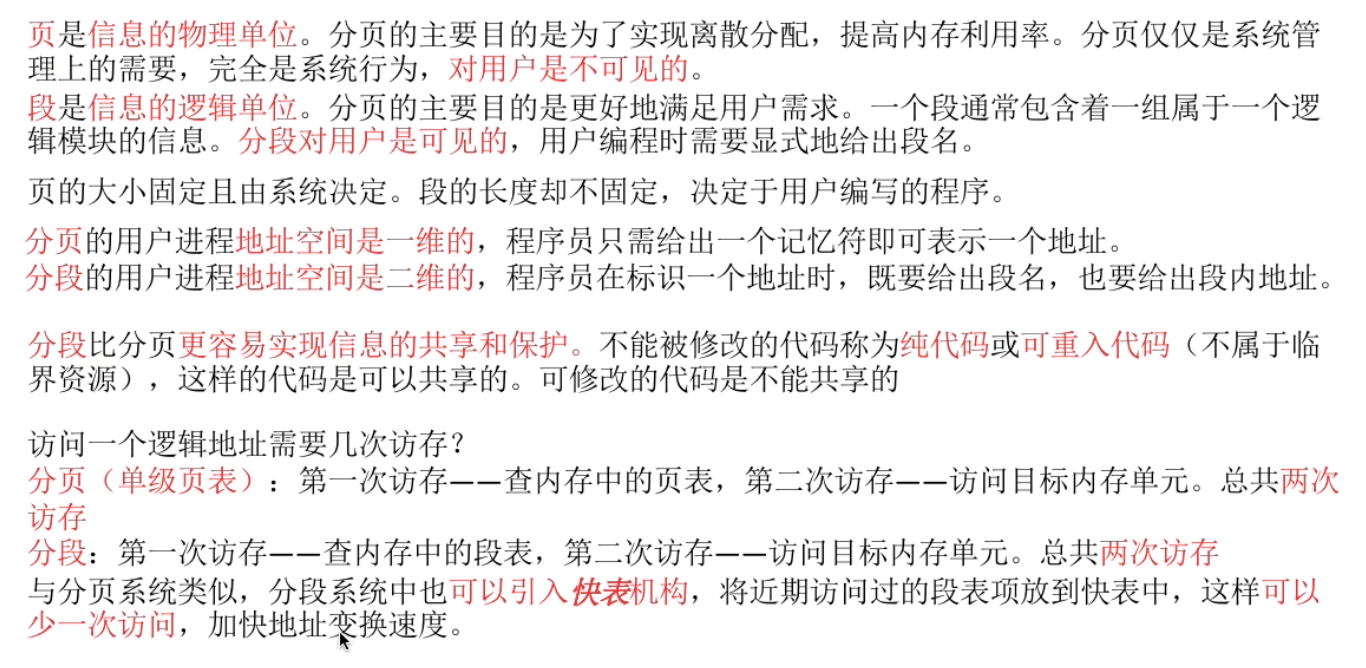 页是信息的物理单位。分页的主要目的是为了实现离散分配，提高内存利用率。分页仅仅是系统管
理上的需要，完全是系统行为，对用户是不可见的。
段是信息的逻辑单位。分页的主要目的是更好地满足用户需求。一个段通常包含着一组属于一个逻
辑模块的信息。分段对用户是可见的，用户编程时需要显式地给出段名。
页的大小固定且由系统决定。段的长度却不固定，决定于用户编写的程序。
分页的用户进程地址空间是一维的，程序员只需给出一个记忆符即可表示一个地址。
分段的用户进程地址空间是二维的，程序员在标识一个地址时，既要给出段名，也要给出段内地址。
分段比分页更容易实现信息的共享和保护。不能被修改的代码称为纯代码或可重入代码（不属于临
界资源），这样的代码是可以共享的。可修改的代码是不能共享的
访问一个逻辑地址需要几次访存？
分页（单级页表）：第一次访存——查内存中的页表，第二次访存——访问目标内存单元。总共两次
访存
分段：第一次访存——查内存中的段表，第二次访存——访问目标内存单元。总共两次访存
与分页系统类似，分段系统中也可以引入快表机构，将近期访问过的段表项放到快表中，这样可以
少一次访问，加快地址变换速度。